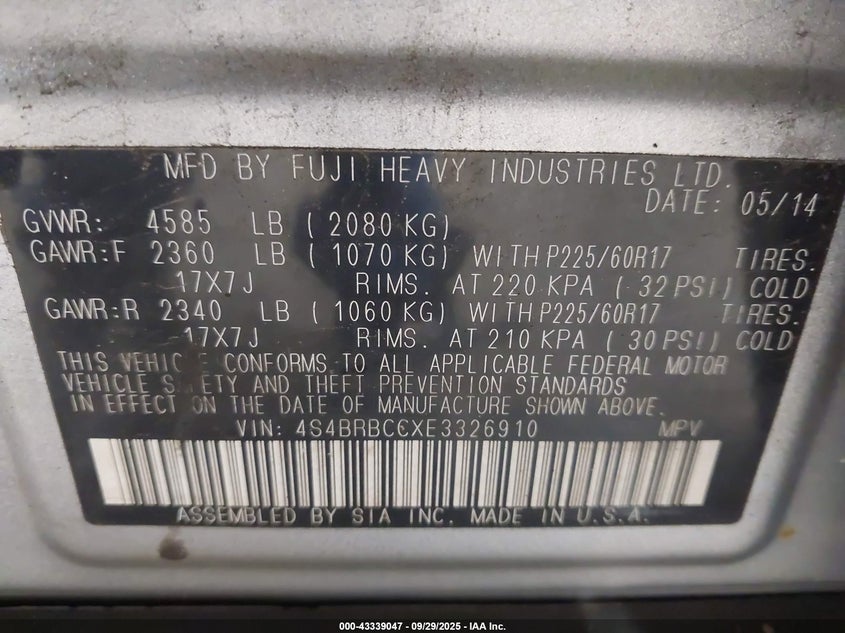 MFD BY FUJI HEAVY INDUSTRIES LTD.
DATE: 05/14
GVWR: 4585 LB ( 2080 KG)
GAWR:F 2360 LB ( 1070 KG) WITH P225/60R17 TIRES.
17X7J RIMS. AT 220 KPA ( 32 PSI) COLD
GAWR:R 2340 LB ( 1060 KG) WITH P225/60R17 TIRES.
17X7J RIMS. AT 210 KPA ( 30 PSI) COLD
THIS VEHICLE CONFORMS TO ALL APPLICABLE FEDERAL MOTOR
VEHICLE SAFETY AND THEFT PREVENTION STANDARDS
IN EFFECT ON THE DATE OF MANUFACTURE SHOWN ABOVE.
VIN: 4S4BRBCCXE3326910 MPV
ASSEMBLED BY SIA INC. MADE IN U.S.A.
000-43339047 / 09/29/2025 - IAA Inc.